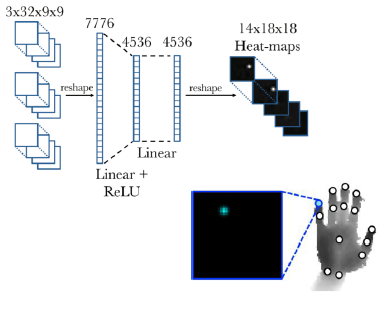 3x32x9x9
7776
4536 4536
14x18x18
Heat-maps
reshape
reshape
Linear
Linear +
ReLU